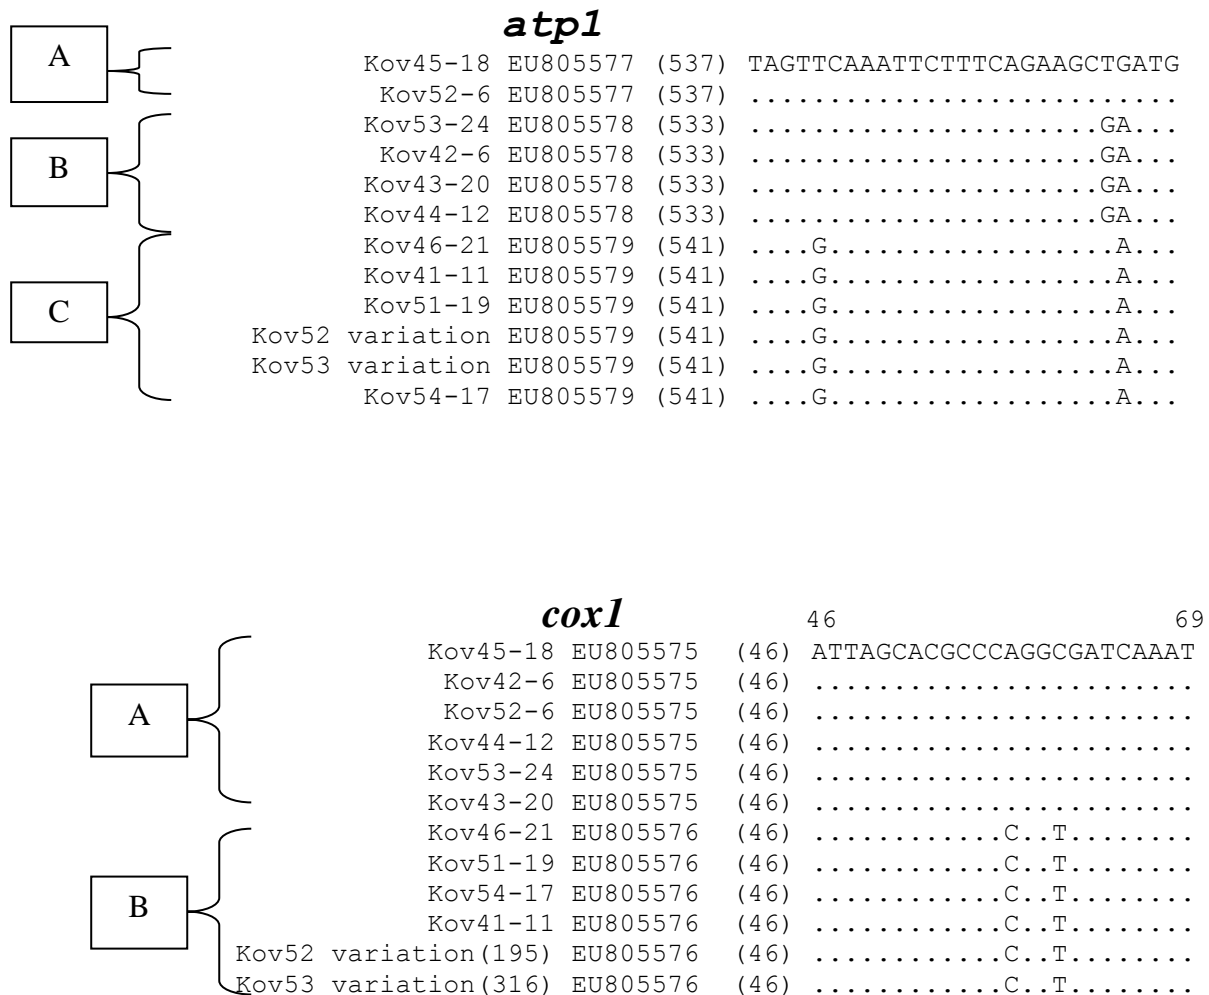 atp1
A
Kov45-18 EU805577 (537) TAGTTCAAATTCTTTCAGAAGCTGATG
Kov52-6 EU805577 (537) ...........................
Kov53-24 EU805578 (533) ......................GA...
B
Kov42-6 EU805578 (533) ......................GA...
Kov43-20 EU805578 (533) ......................GA...
Kov44-12 EU805578 (533) ......................GA...
Kov46-21 EU805579 (541) ....G..................A...
Kov41-11 EU805579 (541) ....G..................A...
C
Kov51-19 EU805579 (541) ....G..................A...
Kov52 variation EU805579 (541) ....G..................A...
Kov53 variation EU805579 (541) ....G..................A...
Kov54-17 EU805579 (541) ....G..................A...
cox1 46 69
Kov45-18 EU805575 (46) ATTAGCACGCCCAGGCGATCAAAT
Kov42-6 EU805575 (46) ........................
A
Kov52-6 EU805575 (46) ........................
Kov44-12 EU805575 (46) ........................
Kov53-24 EU805575 (46) ........................
Kov43-20 EU805575 (46) ........................
Kov46-21 EU805576 (46) ............C..T........
Kov51-19 EU805576 (46) ............C..T........
B
Kov54-17 EU805576 (46) ............C..T........
Kov41-11 EU805576 (46) ............C..T........
Kov52 variation(195) EU805576 (46) ............C..T........
Kov53 variation(316) EU805576 (46) ............C..T........